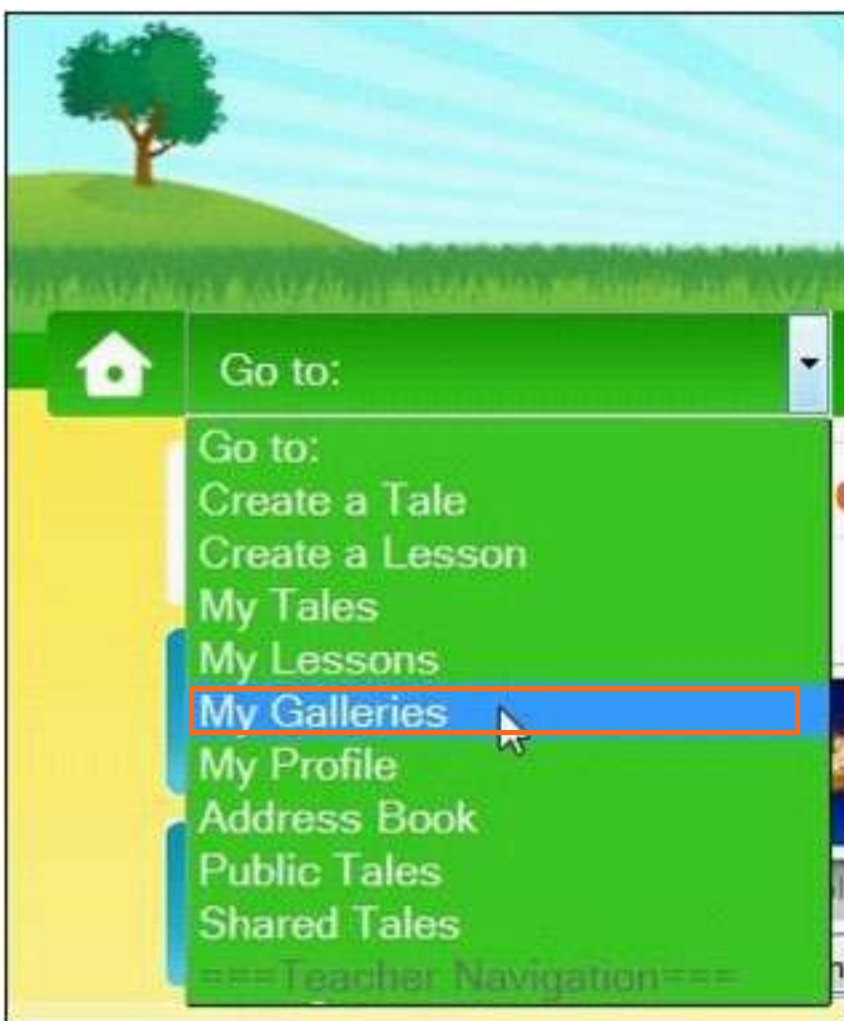 Go to:
Go to:
Create a Tale
Create a Lesson
My Tales
My Lessons
My Galleries
My Profile
Address Book
Public Tales
Shared Tales
===Teacher Navigation===